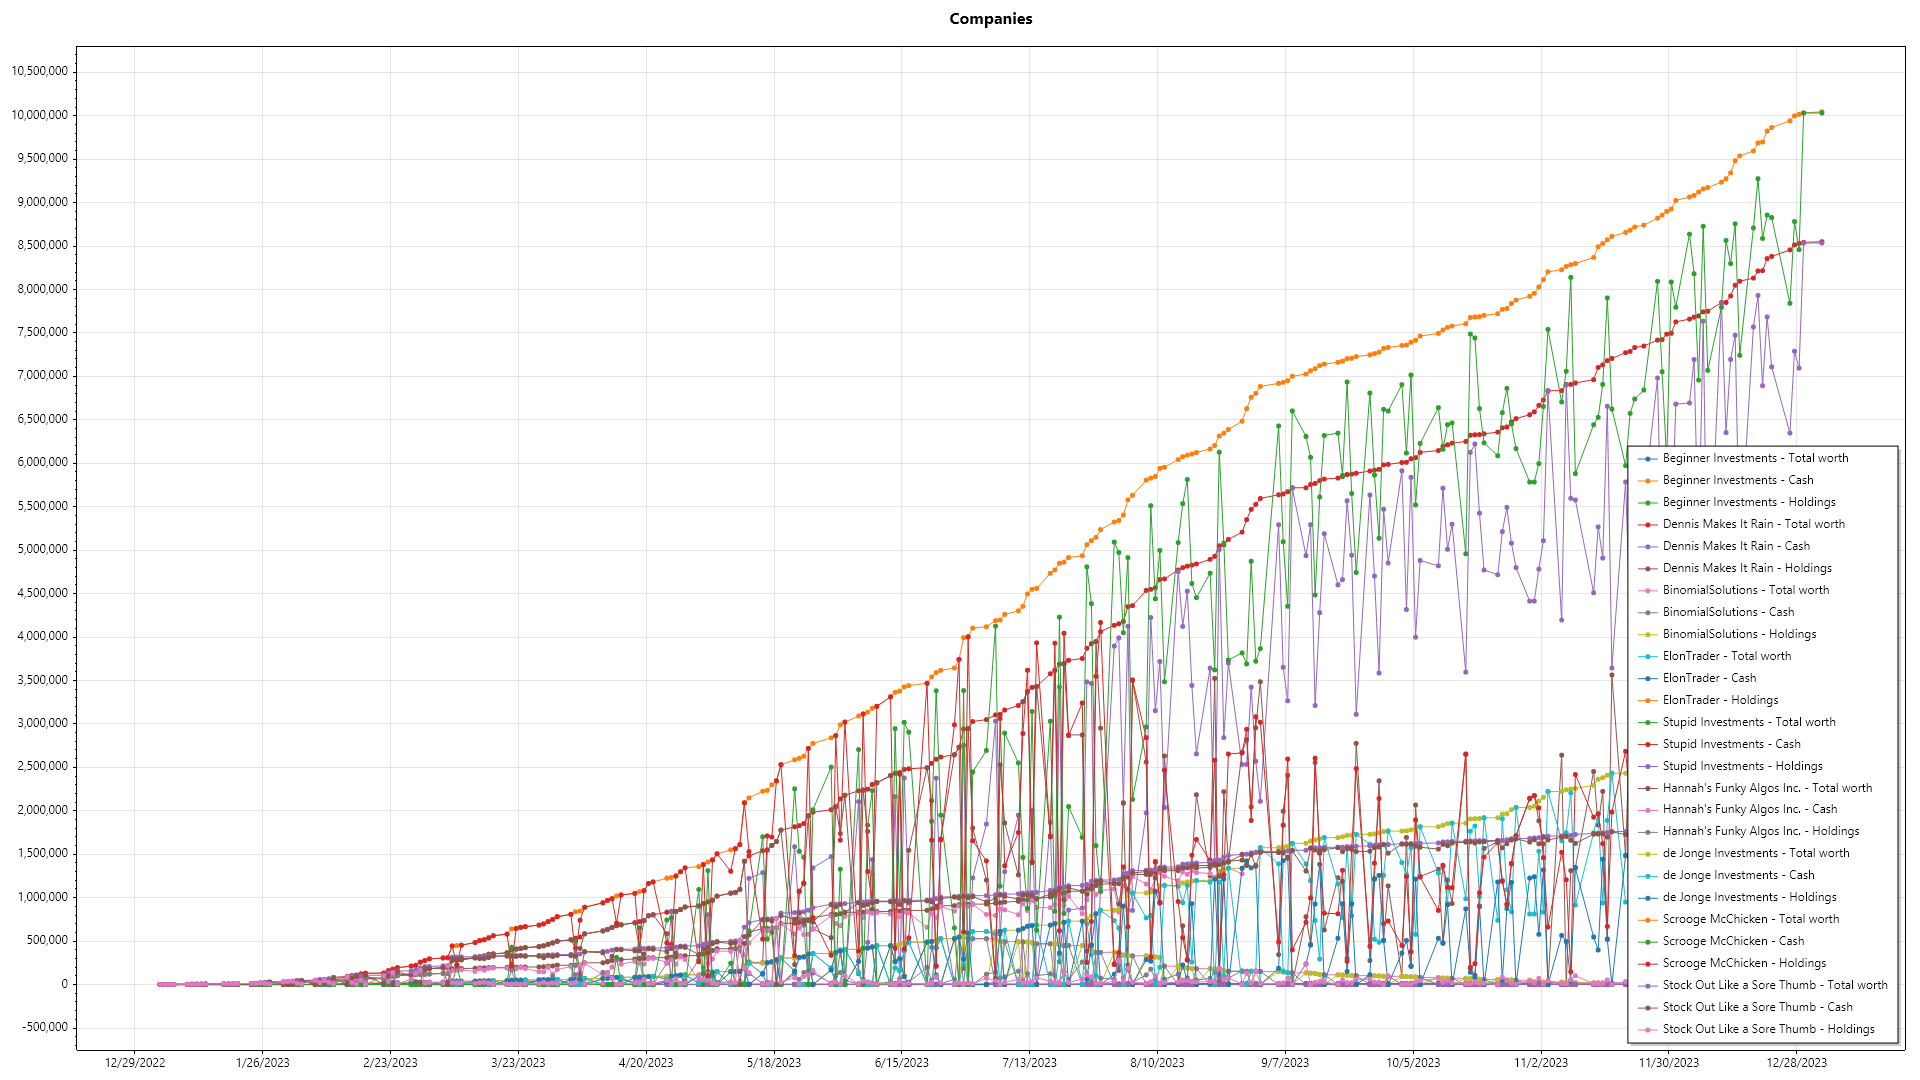 Companies
10,500,000
10,000,000
9,500,000
9,000,000
8,500,000
8,000,000
7,500,000
7,000,000
6,500,000
6,000,000
5,500,000
5,000,000
4,500,000
4,000,000
3,500,000
3,000,000
2,500,000
2,000,000
1,500,000
1,000,000
500,000
0
-500,000
Beginner Investments - Total worth
Beginner Investments - Cash
Beginner Investments - Holdings
Dennis Makes It Rain - Total worth
Dennis Makes It Rain - Cash
Dennis Makes It Rain - Holdings
BinomialSolutions - Total worth
BinomialSolutions - Cash
BinomialSolutions - Holdings
ElonTrader - Total worth
ElonTrader - Cash
ElonTrader - Holdings
Stupid Investments - Total worth
Stupid Investments - Cash
Stupid Investments - Holdings
Hannah's Funky Algos Inc. - Total worth
Hannah's Funky Algos Inc. - Cash
Hannah's Funky Algos Inc. - Holdings
de Jonge Investments - Total worth
de Jonge Investments - Cash
de Jonge Investments - Holdings
Scrooge McChicken - Total worth
Scrooge McChicken - Cash
Scrooge McChicken - Holdings
Stock Out Like a Sore Thumb - Total worth
Stock Out Like a Sore Thumb - Cash
Stock Out Like a Sore Thumb - Holdings
12/29/2022 1/26/2023 2/23/2023 3/23/2023 4/20/2023 5/18/2023 6/15/2023 7/13/2023 8/10/2023 9/7/2023 10/5/2023 11/2/2023 11/30/2023 12/28/2023